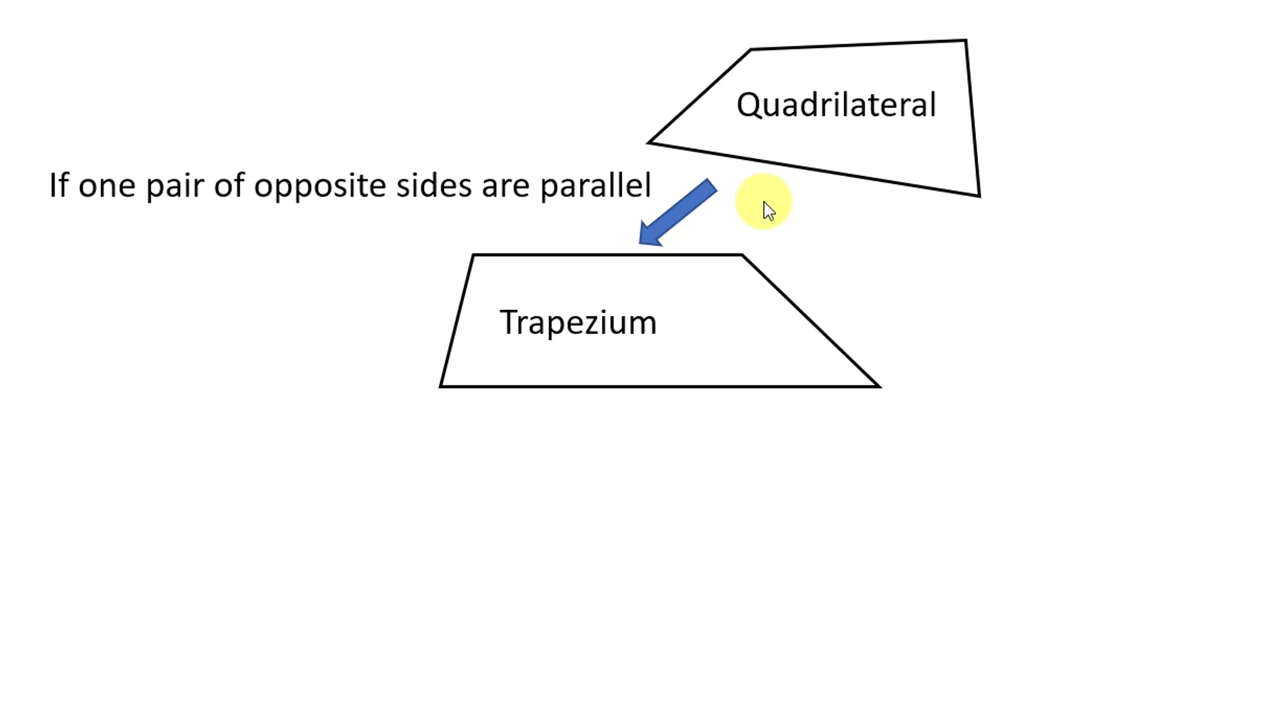 Quadrilateral
If one pair of opposite sides are parallel
Trapezium